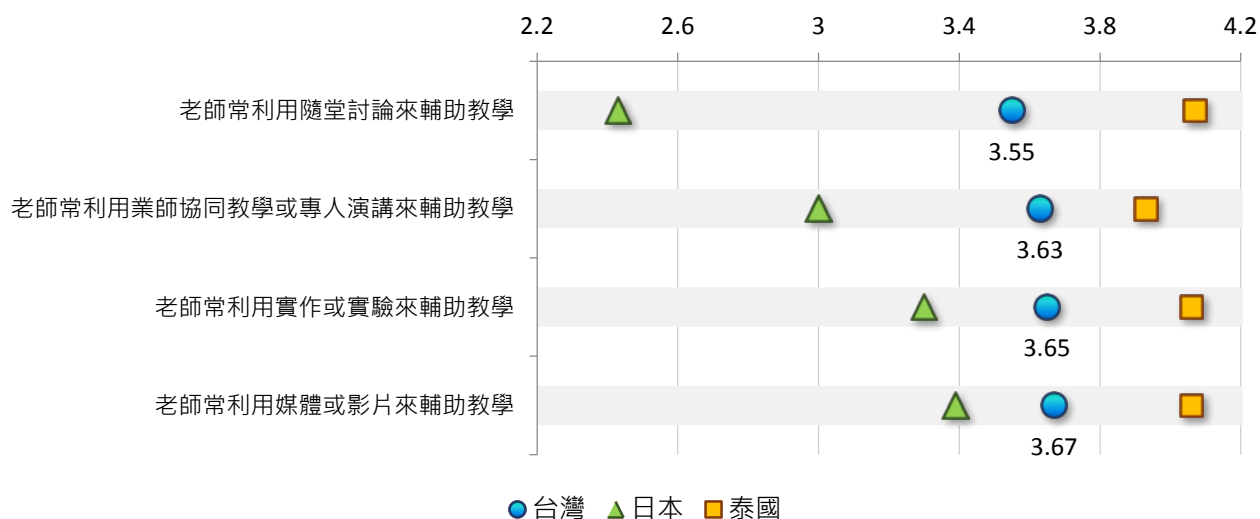 2.2 2.6 3 3.4 3.8 4.2
老師常利用隨堂討論來輔助教學
3.55
老師常利用業師協同教學或專人演講來輔助教學
3.63
老師常利用實作或實驗來輔助教學
3.65
老師常利用媒體或影片來輔助教學
3.67
台灣 日本 泰國